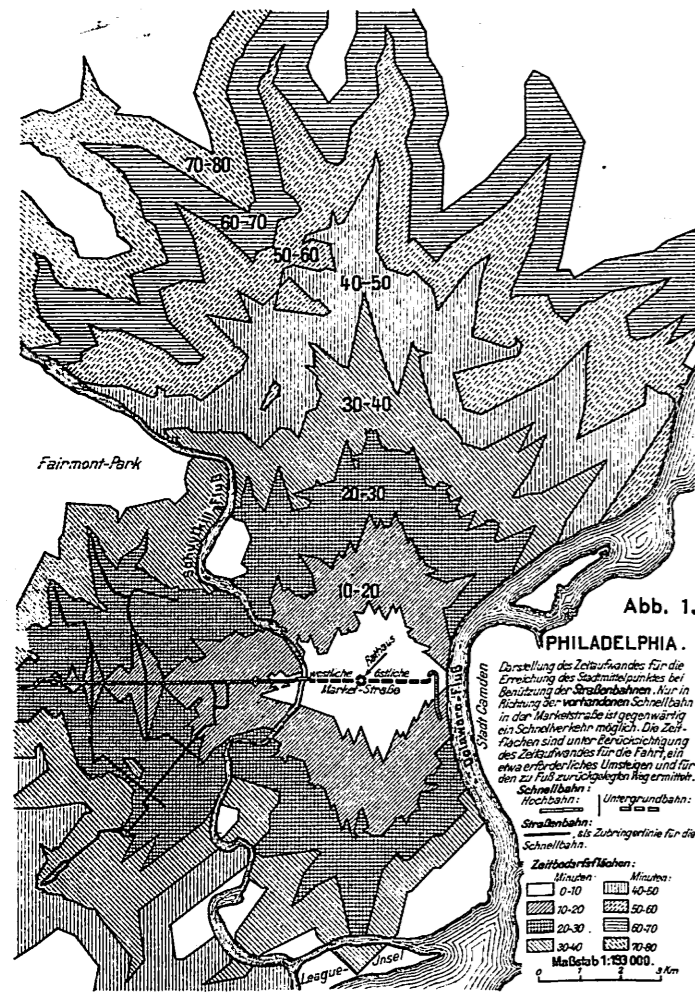 70-80
60-70
50-60
40-50
30-40
Fairmont-Park
20-30
Schuylkill Fluß
10-20
Rathaus
westliche östliche
Market-Straße
Delaware-Fluß
Stadt Camden
League-Insel
Abb. 1.
PHILADELPHIA.
Darstellung des Zeitaufwandes für die
Erreichung des Stadtmittelpunktes bei
Benützung der Straßenbahnen. Nur in
Richtung der vorhandenen Schnellbahn
in der Marketstraße ist gegenwärtig
ein Schnellverkehr möglich. Die Zeit-
flächen sind unter Berücksichtigung
des Zeitaufwandes für die Fahrt, ein
etwa erforderliches Umsteigen und für
den zu Fuß zurückgelegten Weg ermittelt.
Schnellbahn:
Hochbahn: Untergrundbahn:
Straßenbahn:
, als Zubringerlinie für die
Schnellbahn.
Zeitbedarfsflächen:
Minuten: Minuten:
0-10 40-50
10-20 50-60
20-30 60-70
30-40 70-80
Maßstab 1:193000.
0 1 2 3 Km